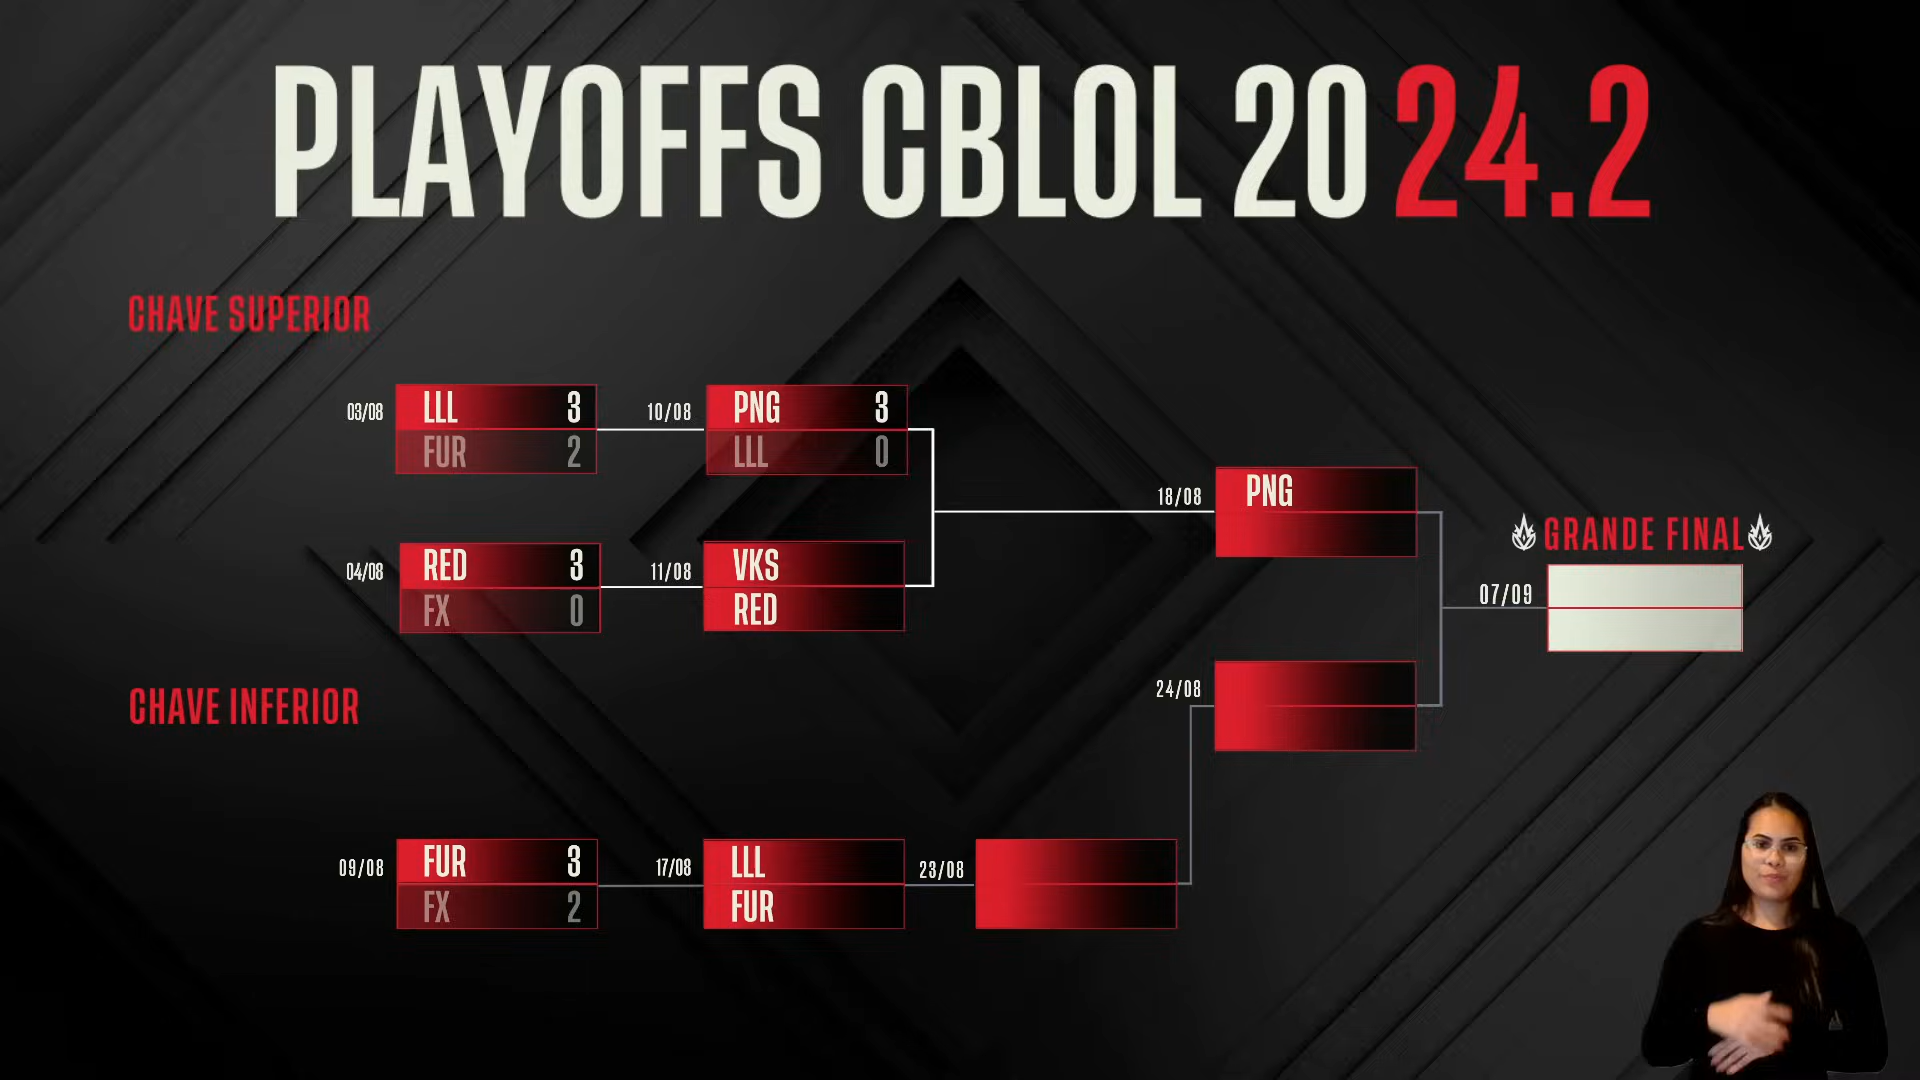 PLAYOFFS CBLOL 2024.2
CHAVE SUPERIOR
03/08
LLL 3
FUR 2
10/08
PNG 3
LLL 0
04/08
RED 3
FX 0
11/08
VKS
RED
18/08
PNG
GRANDE FINAL
07/09
24/08
CHAVE INFERIOR
09/08
FUR 3
FX 2
17/08
LLL
FUR
23/08